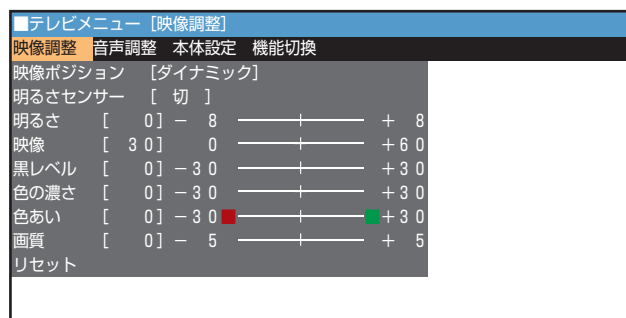 ■テレビメニュー［映像調整］
映像調整 音声調整 本体設定 機能切換
映像ポジション ［ダイナミック］
明るさセンサー ［ 切 ］
明るさ ［ 0］ － 8 ＋ 8
映像 ［ 30］ 0 ＋60
黒レベル ［ 0］ －30 ＋30
色の濃さ ［ 0］ －30 ＋30
色あい ［ 0］ －30 ＋30
画質 ［ 0］ － 5 ＋ 5
リセット